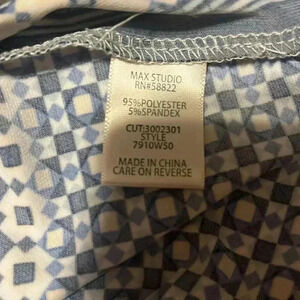 MAX STUDIO
RN#58822
95%POLYESTER
5%SPANDEX
CUT:3002301
STYLE
7910W50
MADE IN CHINA
CARE ON REVERSE